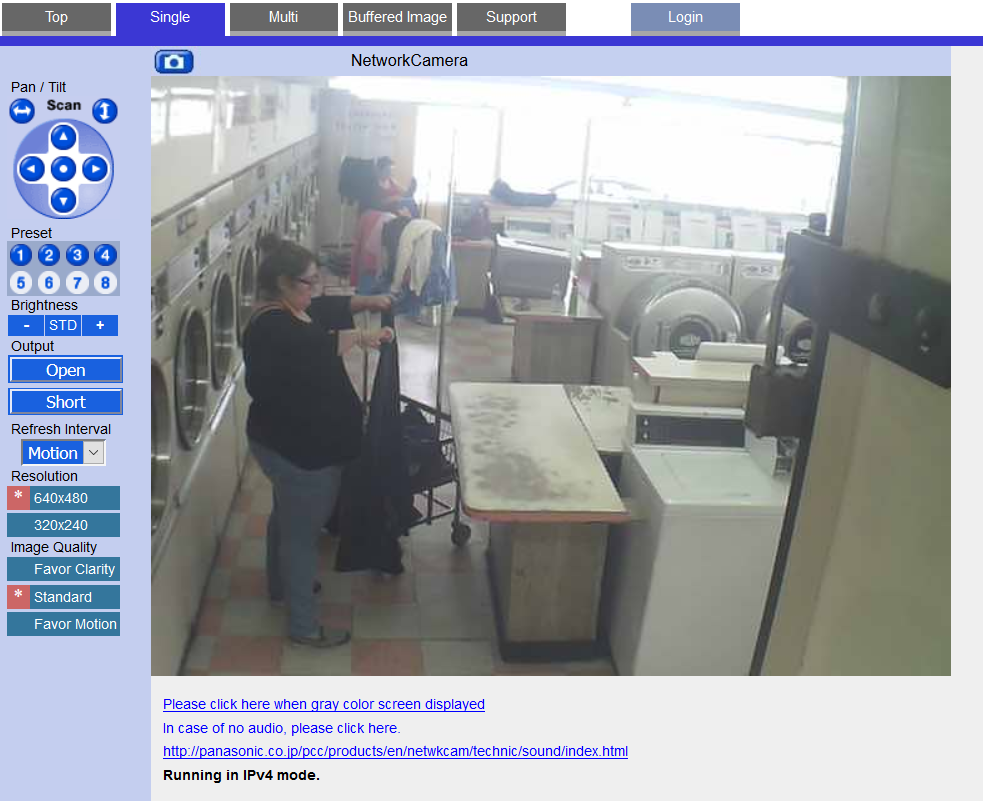 Top Single Multi Buffered Image Support Login
NetworkCamera
Pan / Tilt
Scan
Preset
1 2 3 4
5 6 7 8
Brightness
- STD +
Output
Open
Short
Refresh Interval
Motion
Resolution
* 640x480
320x240
Image Quality
Favor Clarity
* Standard
Favor Motion
Please click here when gray color screen displayed
In case of no audio, please click here.
http://panasonic.co.jp/pcc/products/en/netwkcam/technic/sound/index.html
Running in IPv4 mode.